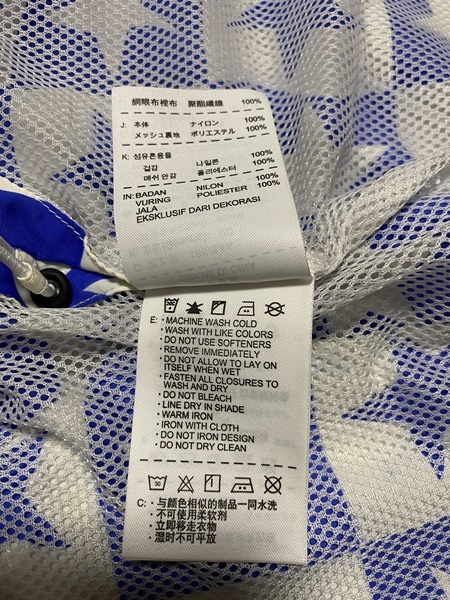 網眼布裡布 聚酯纖維 100%
J: 本体 ナイロン 100%
メッシュ裏地 ポリエステル 100%
K: 섬유혼용율
겉감 나일론 100%
매쉬 안감 폴리에스터 100%
IN: BADAN NILON 100%
VURING POLIESTER 100%
JALA
EKSKLUSIF DARI DEKORASI
E: • MACHINE WASH COLD
• WASH WITH LIKE COLORS
• DO NOT USE SOFTENERS
• REMOVE IMMEDIATELY
• DO NOT ALLOW TO LAY ON
ITSELF WHEN WET
• FASTEN ALL CLOSURES TO
WASH AND DRY
• DO NOT BLEACH
• LINE DRY IN SHADE
• WARM IRON
• IRON WITH CLOTH
• DO NOT IRON DESIGN
• DO NOT DRY CLEAN
30
C: • 与颜色相似的制品一同水洗
• 不可使用柔软剂
• 立即移走衣物
• 湿时不可平放